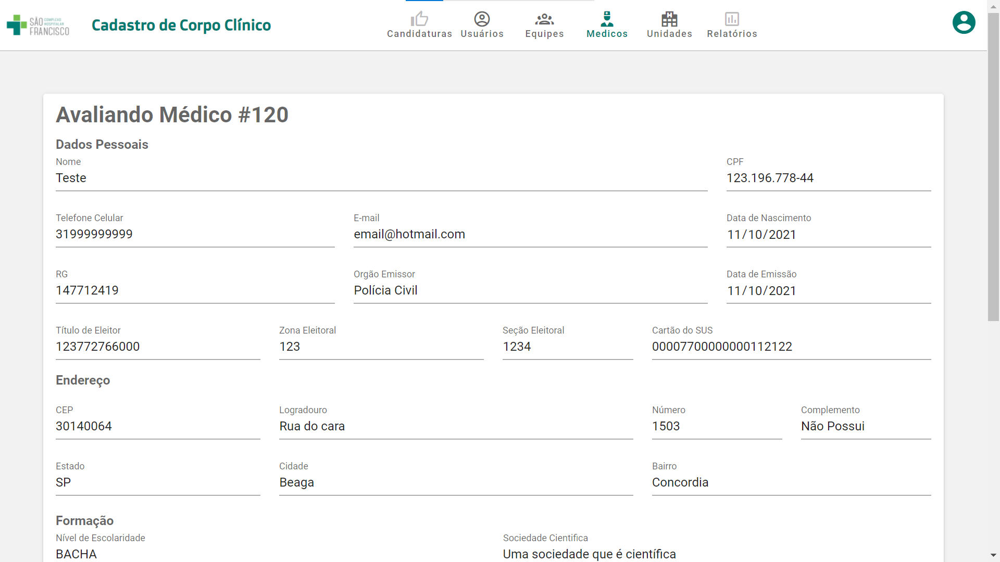 SÃO COMPLEXO HOSPITALAR FRANCISCO
Cadastro de Corpo Clínico
Candidaturas Usuários Equipes Medicos Unidades Relatórios
Avaliando Médico #120
Dados Pessoais
Nome CPF
Teste 123.196.778-44
Telefone Celular E-mail Data de Nascimento
31999999999 email@hotmail.com 11/10/2021
RG Orgão Emissor Data de Emissão
147712419 Polícia Civil 11/10/2021
Título de Eleitor Zona Eleitoral Seção Eleitoral Cartão do SUS
123772766000 123 1234 00007700000000112122
Endereço
CEP Logradouro Número Complemento
30140064 Rua do cara 1503 Não Possui
Estado Cidade Bairro
SP Beaga Concordia
Formação
Nível de Escolaridade Sociedade Cientifica
BACHA Uma sociedade que é científica